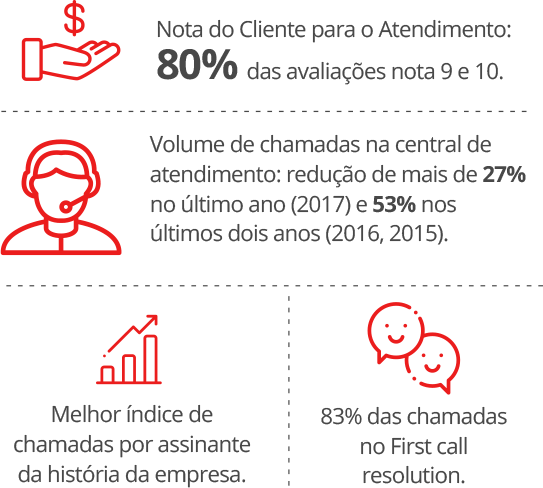 $
Nota do Cliente para o Atendimento:
80% das avaliações nota 9 e 10.
Volume de chamadas na central de
atendimento: redução de mais de 27%
no último ano (2017) e 53% nos
últimos dois anos (2016, 2015).
Melhor índice de
chamadas por assinante
da história da empresa.
83% das chamadas
no First call
resolution.